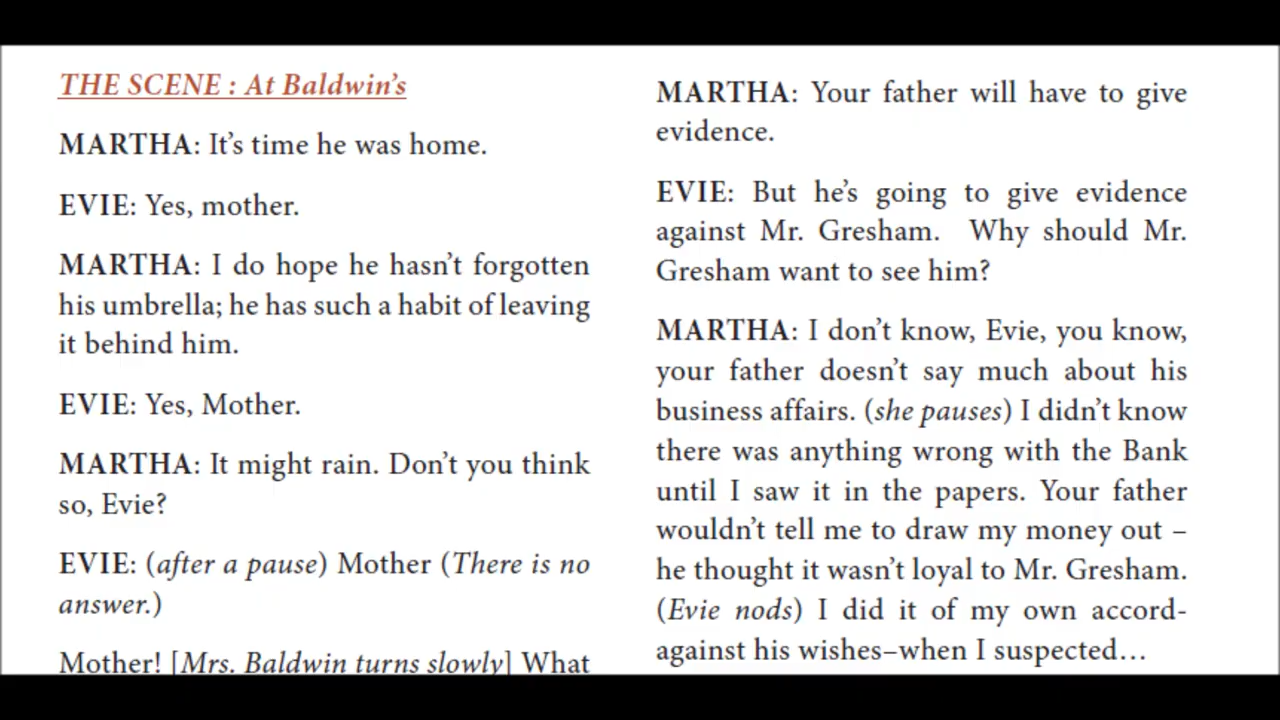 THE SCENE : At Baldwin’s
MARTHA: It’s time he was home.
EVIE: Yes, mother.
MARTHA: I do hope he hasn’t forgotten
his umbrella; he has such a habit of leaving
it behind him.
EVIE: Yes, Mother.
MARTHA: It might rain. Don’t you think
so, Evie?
EVIE: (after a pause) Mother (There is no
answer.)
Mother! [Mrs. Baldwin turns slowly] What
MARTHA: Your father will have to give
evidence.
EVIE: But he’s going to give evidence
against Mr. Gresham. Why should Mr.
Gresham want to see him?
MARTHA: I don’t know, Evie, you know,
your father doesn’t say much about his
business affairs. (she pauses) I didn’t know
there was anything wrong with the Bank
until I saw it in the papers. Your father
wouldn’t tell me to draw my money out –
he thought it wasn’t loyal to Mr. Gresham.
(Evie nods) I did it of my own accord-
against his wishes–when I suspected…